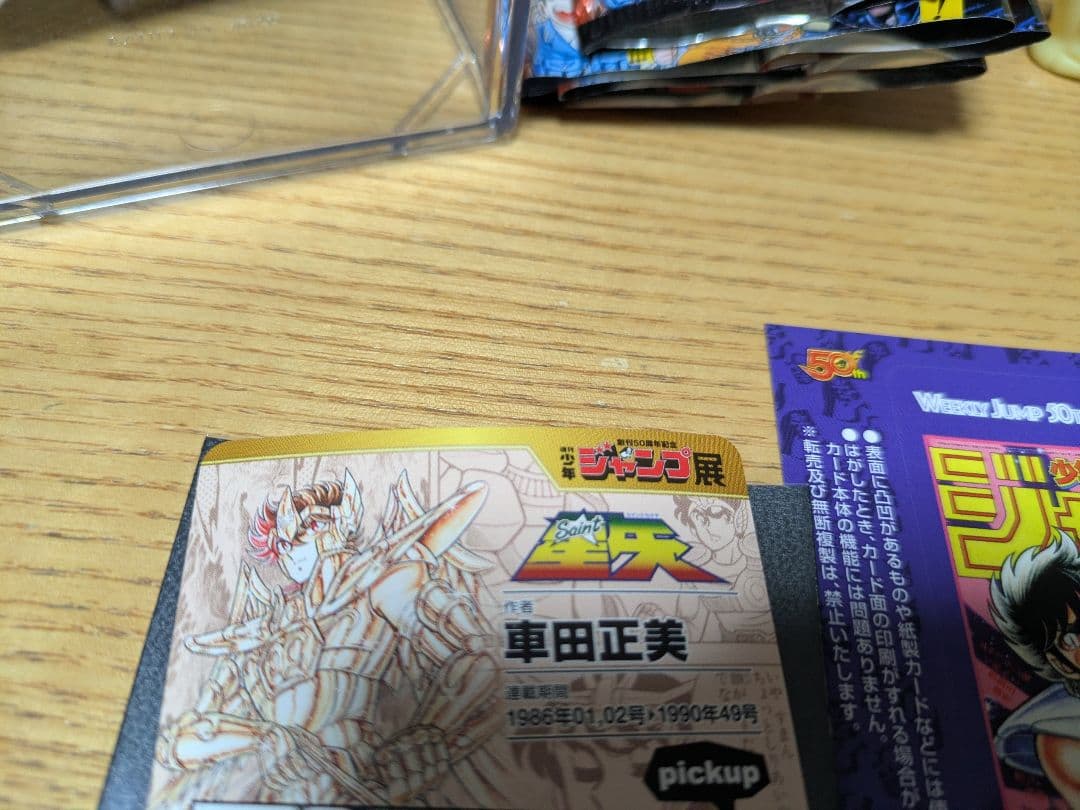 創刊50周年記念
週刊
少年
ジャンプ展
Saint
星矢
作者
車田正美
連載期間
1986年01,02号▶1990年49号
pickup
50th
WEEKLY JUMP 50
●表面に凸凹があるものや紙製カードなどには
はがしたとき、カード面の印刷がずれる場合が
●カード本体の機能には問題ありません。
※転売及び無断複製は、禁止いたします。
少
ジャ